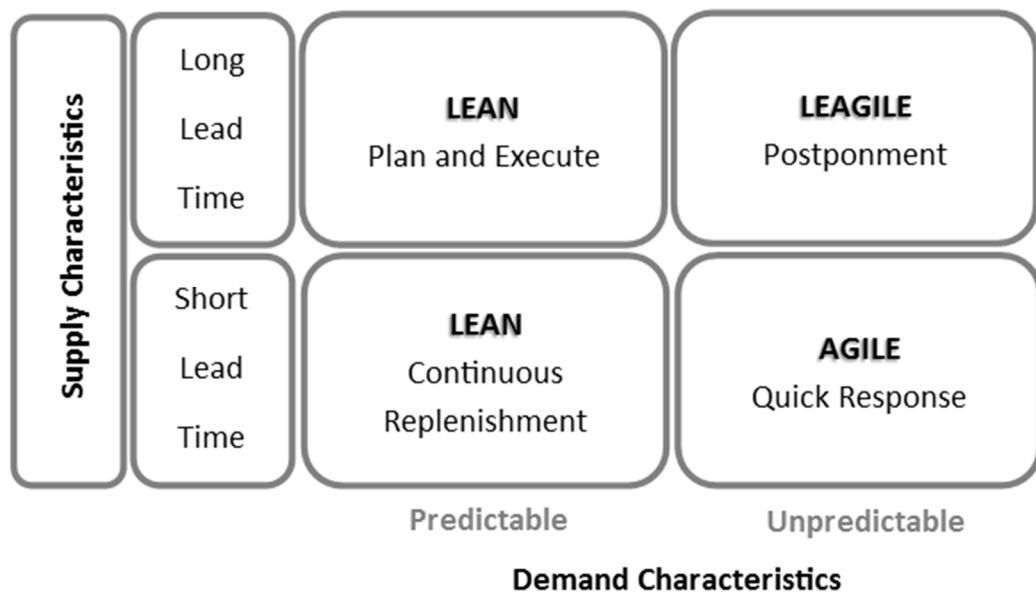 Supply Characteristics
Long
Lead
Time
LEAN
Plan and Execute
LEAGILE
Postponment
Short
Lead
Time
LEAN
Continuous
Replenishment
AGILE
Quick Response
Predictable
Unpredictable
Demand Characteristics